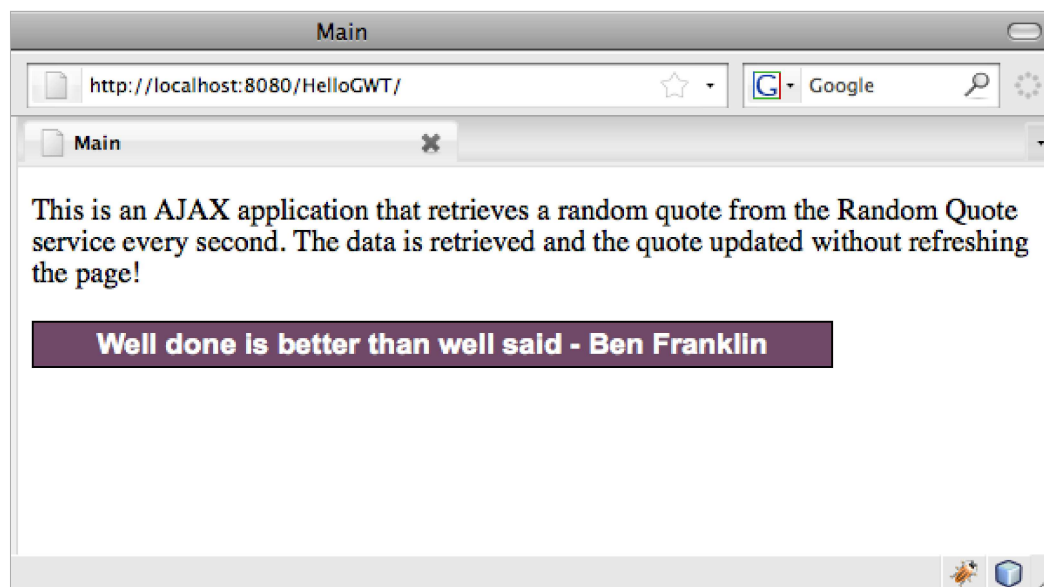 Main
http://localhost:8080/HelloGWT/
G Google
Main
This is an AJAX application that retrieves a random quote from the Random Quote
service every second. The data is retrieved and the quote updated without refreshing
the page!
Well done is better than well said - Ben Franklin